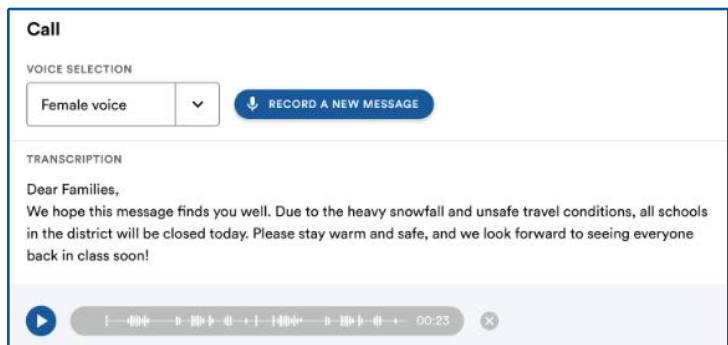 Call
VOICE SELECTION
Female voice
RECORD A NEW MESSAGE
TRANSCRIPTION
Dear Families,
We hope this message finds you well. Due to the heavy snowfall and unsafe travel conditions, all schools
in the district will be closed today. Please stay warm and safe, and we look forward to seeing everyone
back in class soon!
00:23